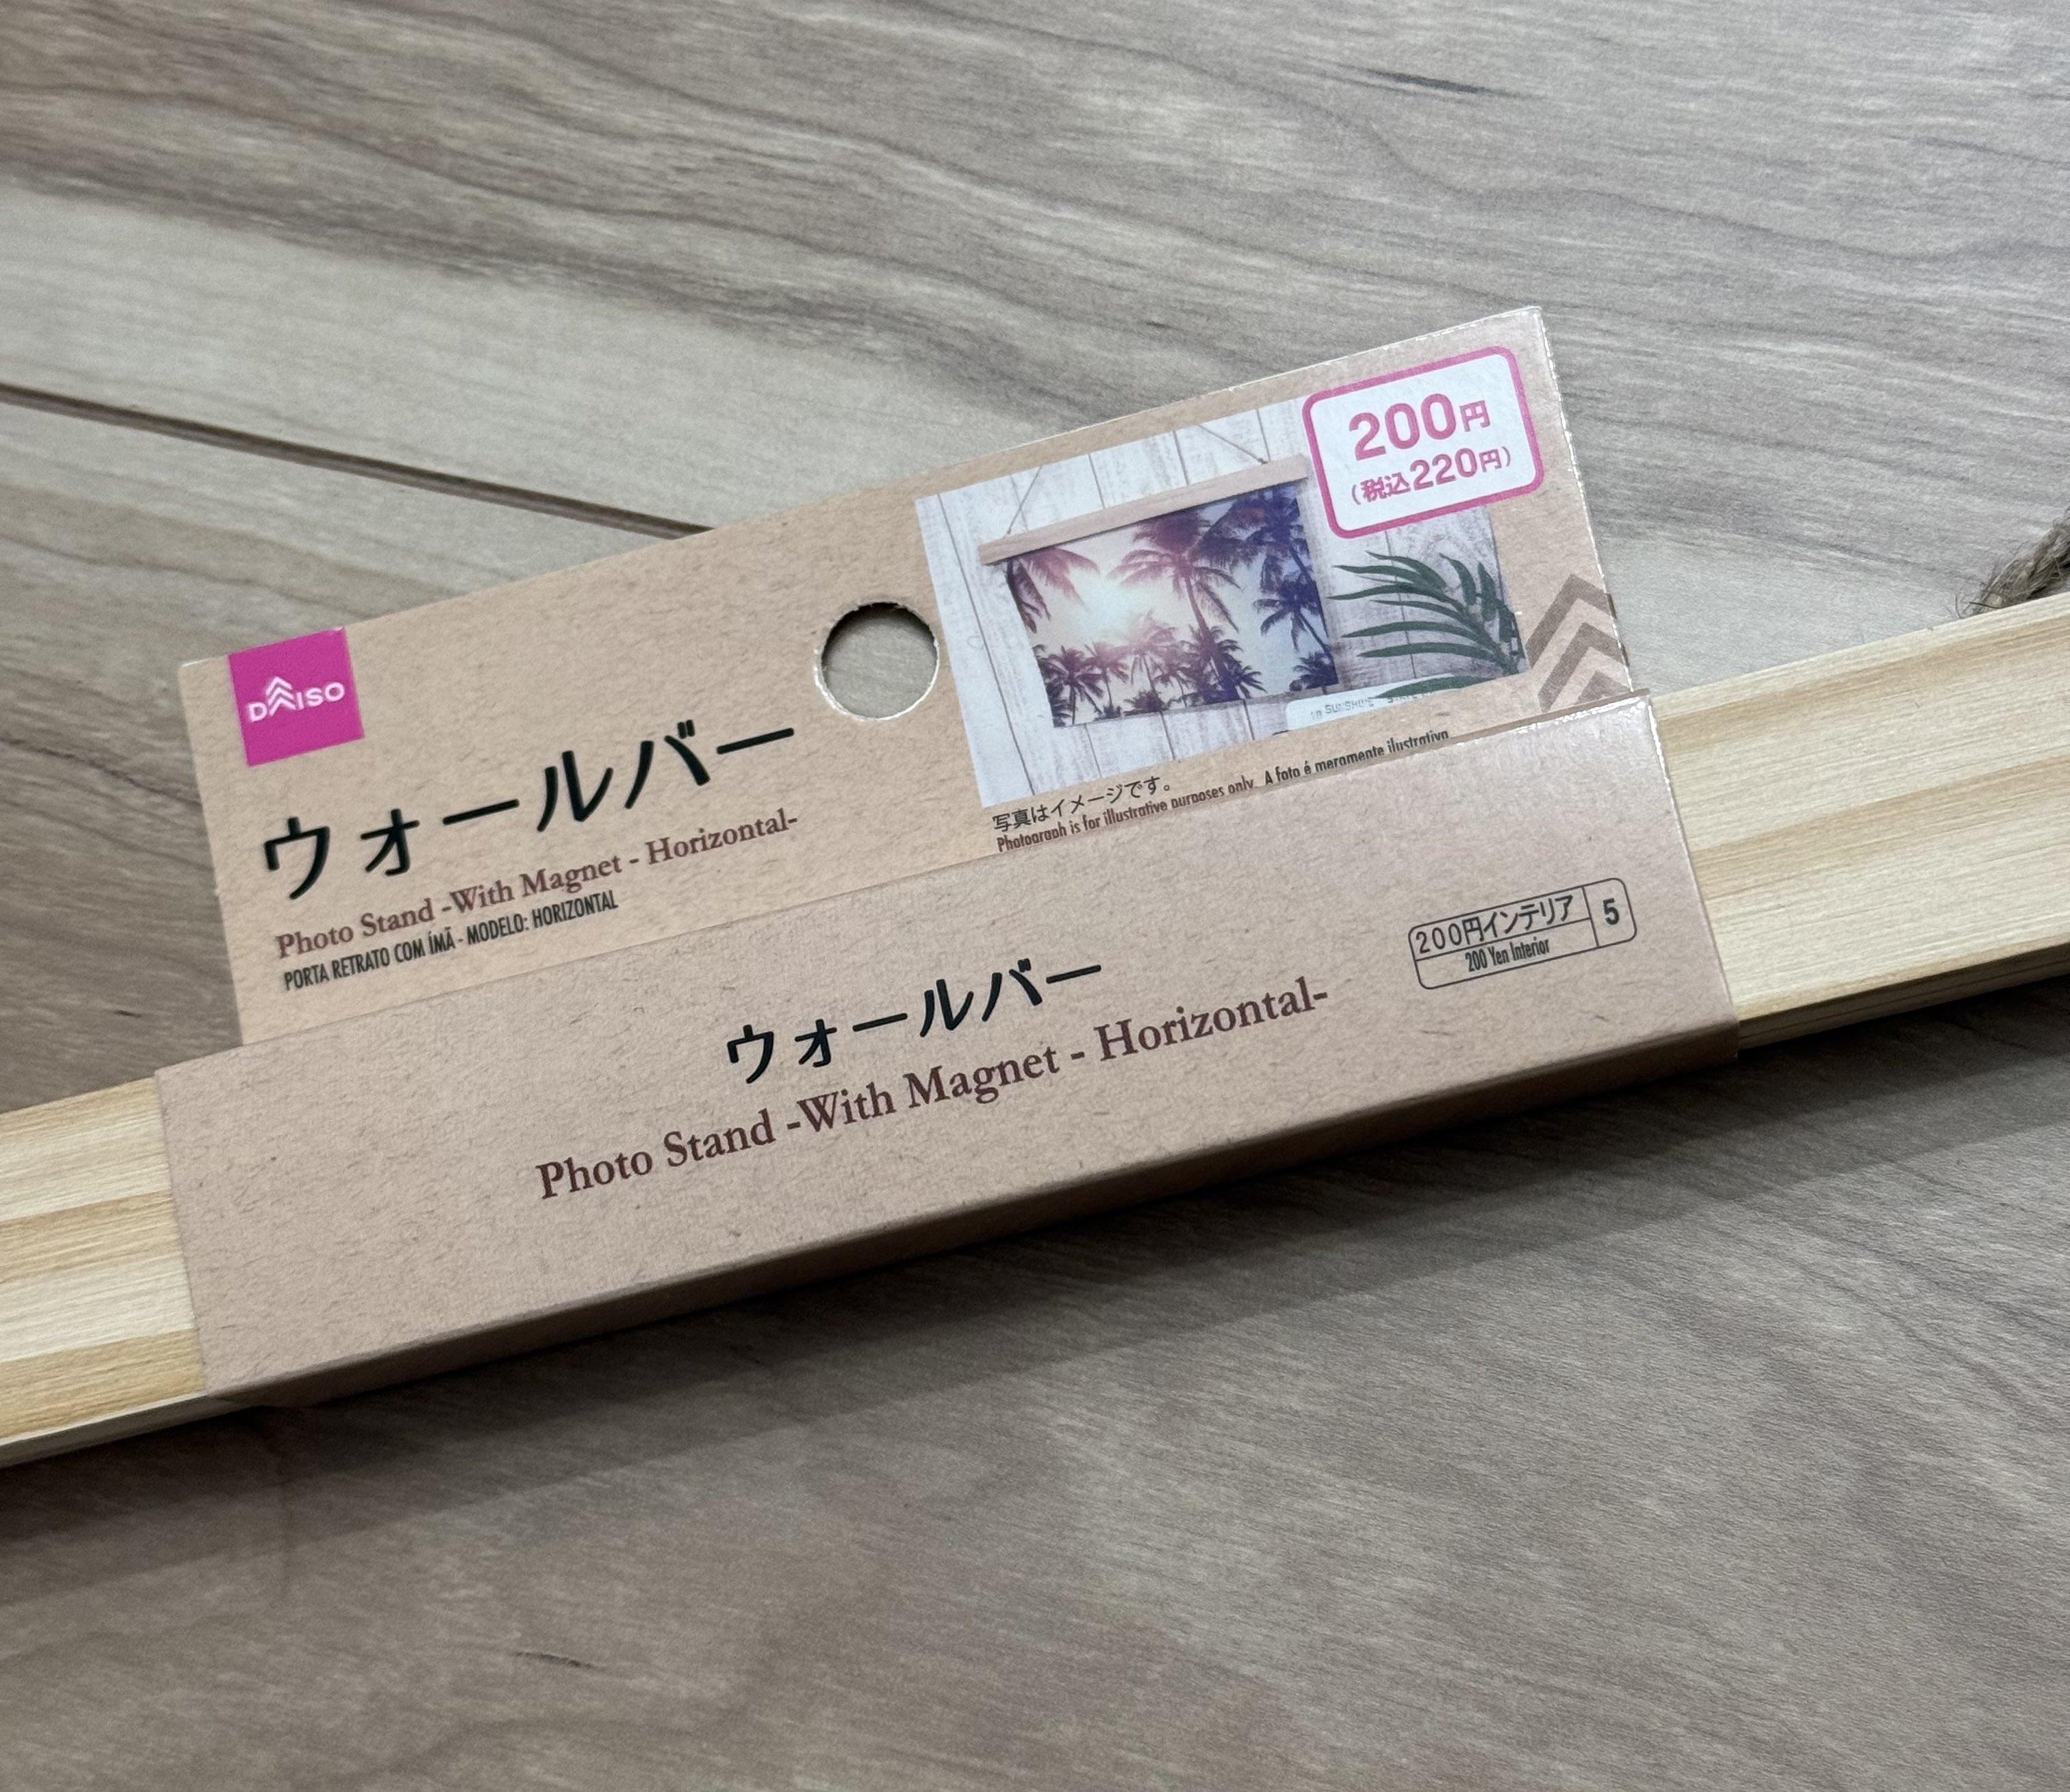 DAISO
ウォールバー
Photo Stand -With Magnet - Horizontal-
PORTA RETRATO COM ÍMÃ - MODELO: HORIZONTAL
200円
(税込220円)
写真はイメージです。
Photograph is for illustrative purposes only. A foto é meramente ilustrativa
ウォールバー
Photo Stand -With Magnet - Horizontal-
200円インテリア 5
200 Yen Interior